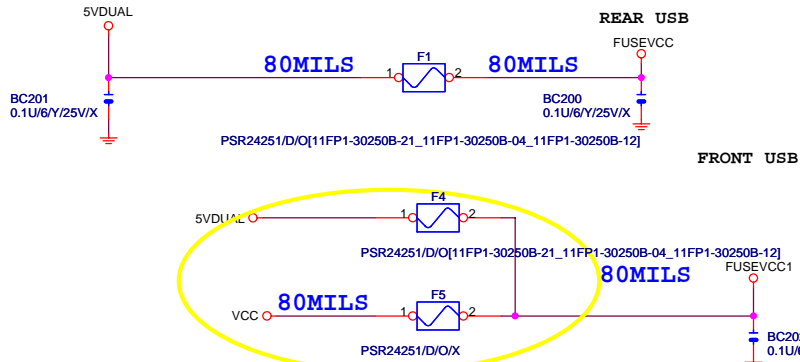 5VDUAL
REAR USB
FUSEVCC
80MILS
1
F1
2
80MILS
BC201
0.1U/6/Y/25V/X
BC200
0.1U/6/Y/25V/X
PSR24251/D/O[11FP1-30250B-21_11FP1-30250B-04_11FP1-30250B-12]
FRONT USB
5VDUAL
1
F4
2
PSR24251/D/O[11FP1-30250B-21_11FP1-30250B-04_11FP1-30250B-12]
80MILS
FUSEVCC1
VCC
80MILS
1
F5
2
PSR24251/D/O/X